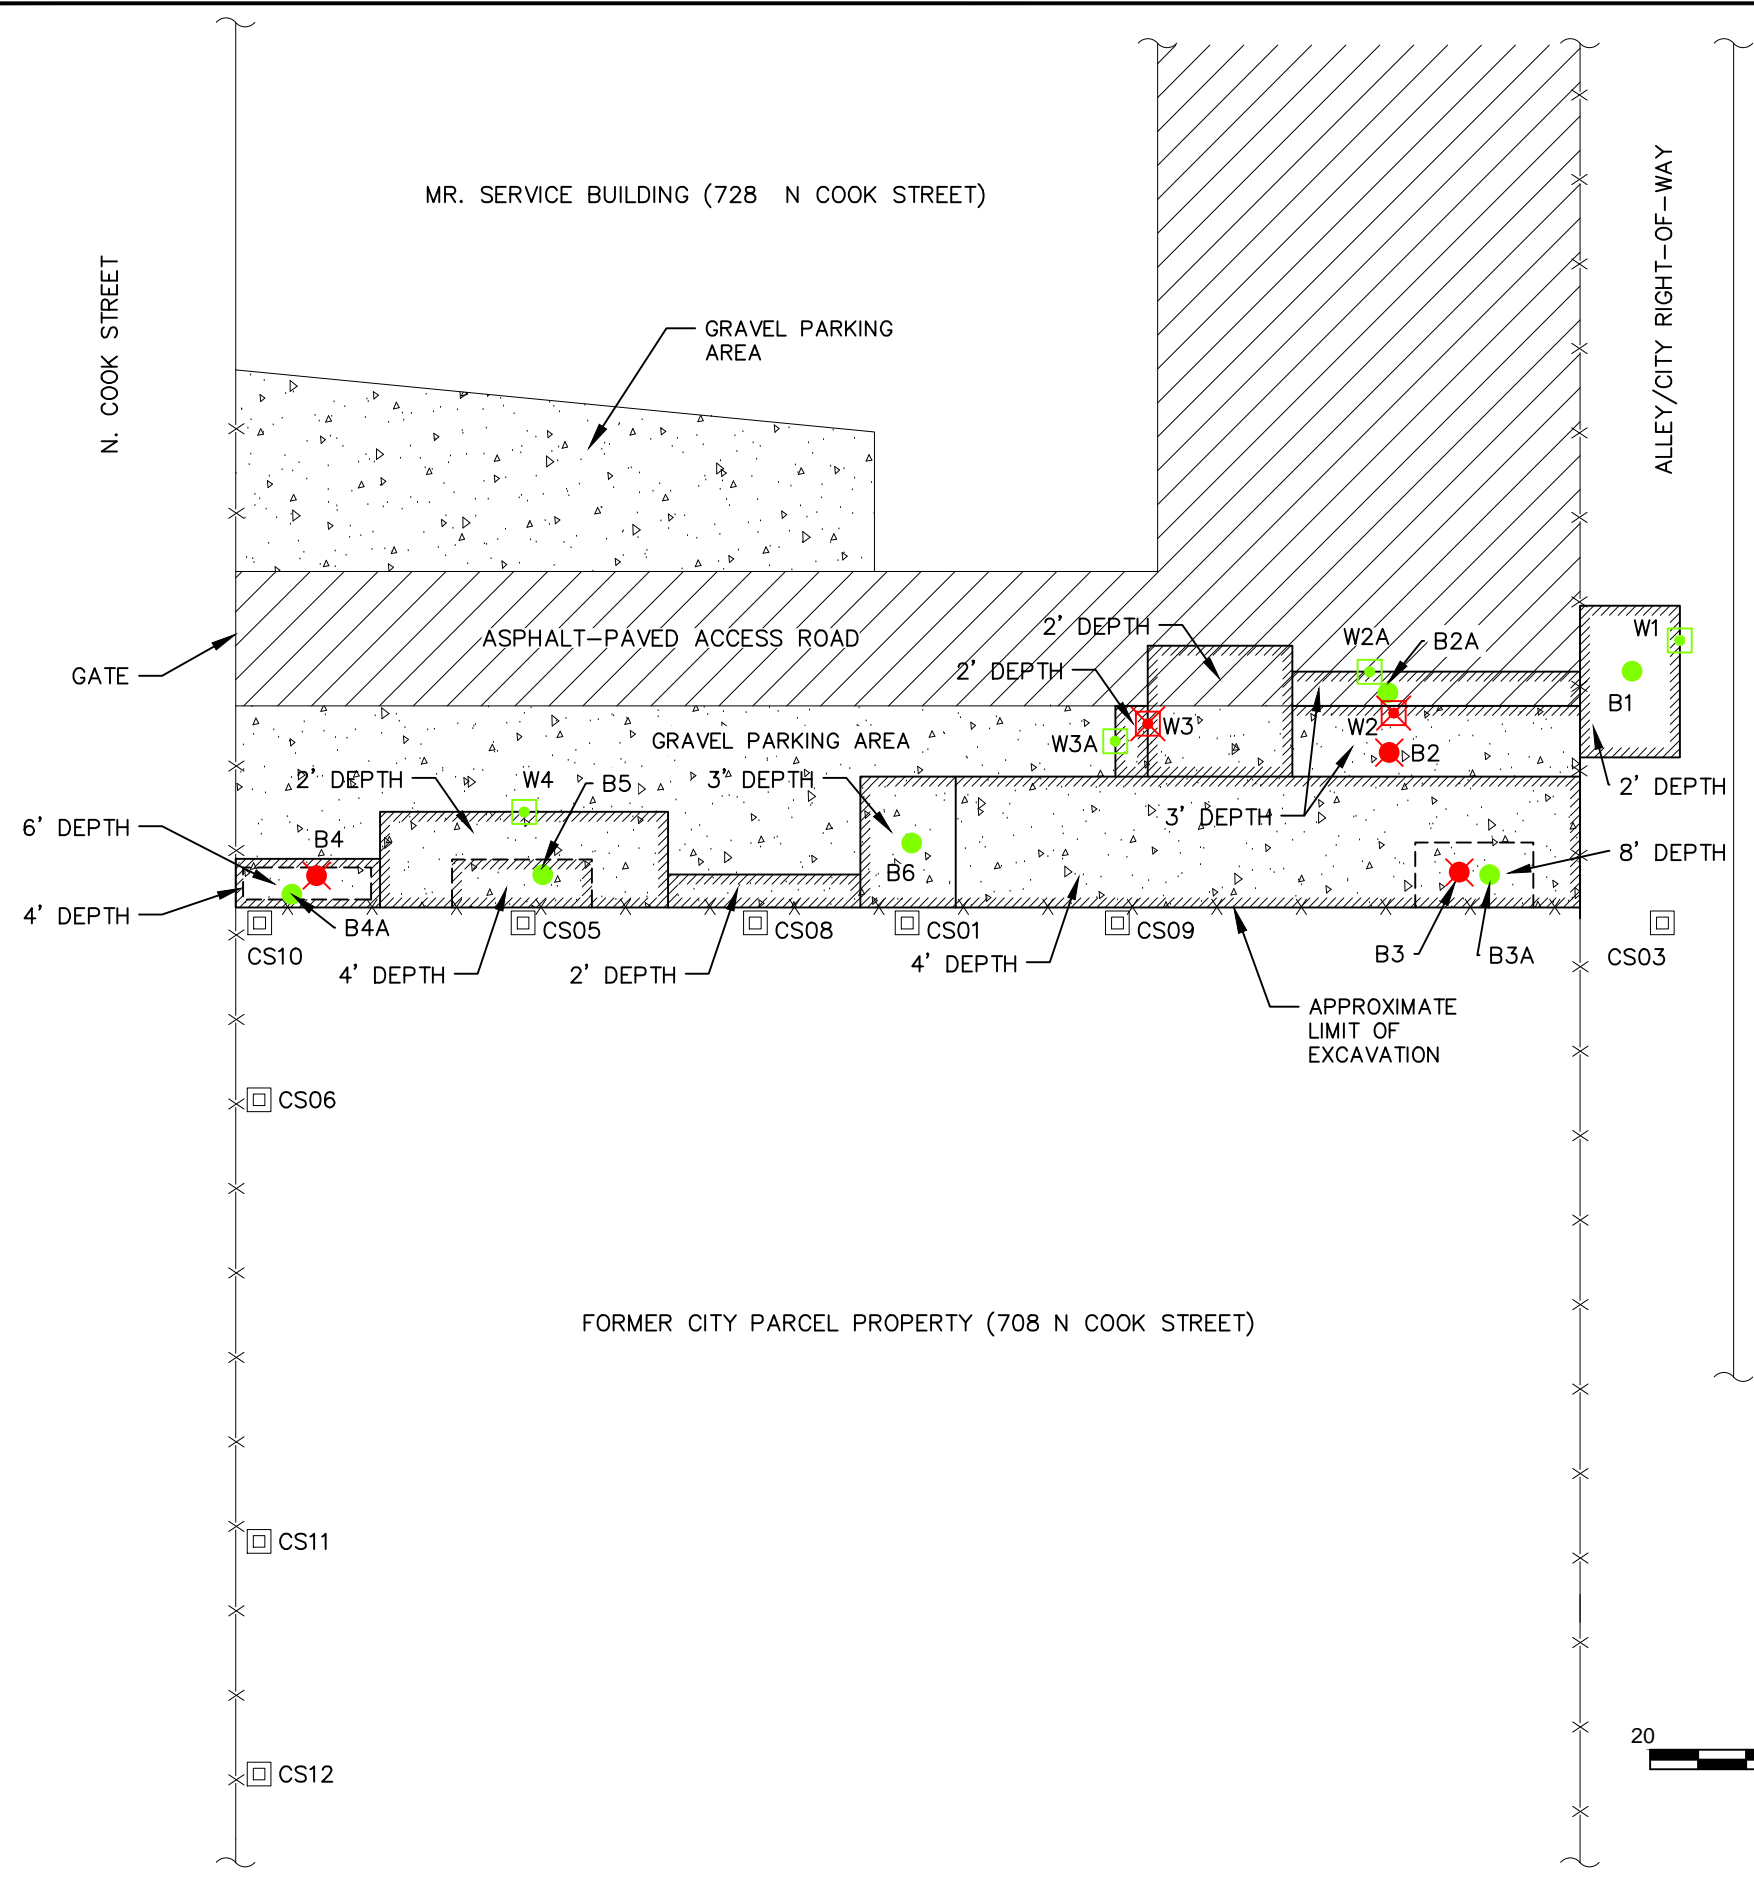 MR. SERVICE BUILDING (728 N COOK STREET)
N. COOK STREET
ALLEY/CITY RIGHT-OF-WAY
GRAVEL PARKING
AREA
ASPHALT-PAVED ACCESS ROAD
GATE
2' DEPTH
2' DEPTH
W2A
B2A
W1
B1
GRAVEL PARKING AREA
W3A
W3
W2
B2
2' DEPTH
W4
B5
3' DEPTH
3' DEPTH
2' DEPTH
6' DEPTH
B4
B6
8' DEPTH
4' DEPTH
B4A
CS10
CS05
CS08
CS01
CS09
CS03
4' DEPTH
2' DEPTH
4' DEPTH
B3
B3A
APPROXIMATE
LIMIT OF
EXCAVATION
CS06
FORMER CITY PARCEL PROPERTY (708 N COOK STREET)
CS11
CS12
20